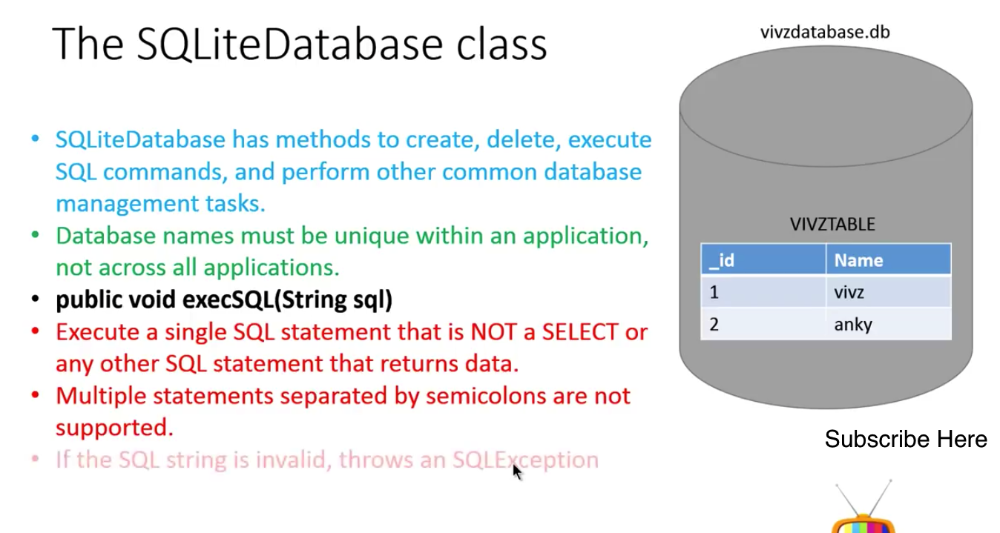 The SQLiteDatabase class
• SQLiteDatabase has methods to create, delete, execute
SQL commands, and perform other common database
management tasks.
• Database names must be unique within an application,
not across all applications.
• public void execSQL(String sql)
• Execute a single SQL statement that is NOT a SELECT or
any other SQL statement that returns data.
• Multiple statements separated by semicolons are not
supported.
• If the SQL string is invalid, throws an SQLException
vivzdatabase.db
VIVZTABLE
_id Name
1 vivz
2 anky
Subscribe Here